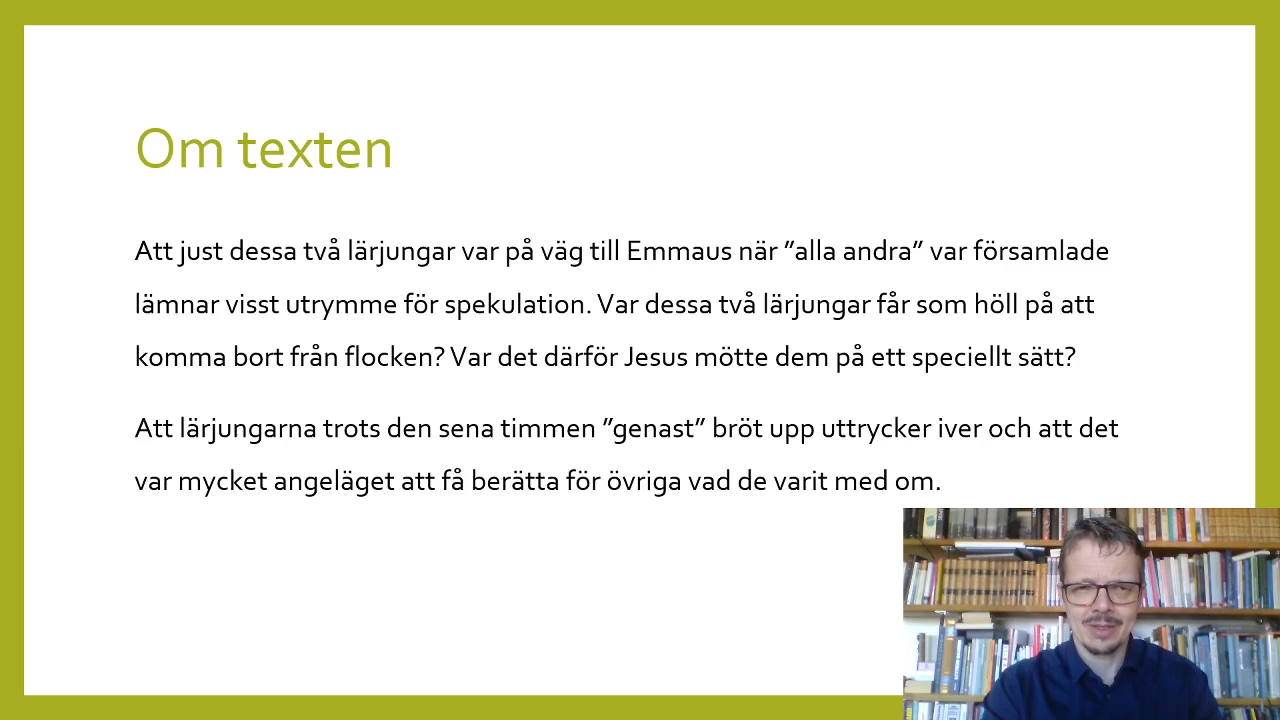 Om texten
Att just dessa två lärjungar var på väg till Emmaus när ”alla andra” var församlade
lämnar visst utrymme för spekulation. Var dessa två lärjungar får som höll på att
komma bort från flocken? Var det därför Jesus mötte dem på ett speciellt sätt?
Att lärjungarna trots den sena timmen ”genast” bröt upp uttrycker iver och att det
var mycket angeläget att få berätta för övriga vad de varit med om.